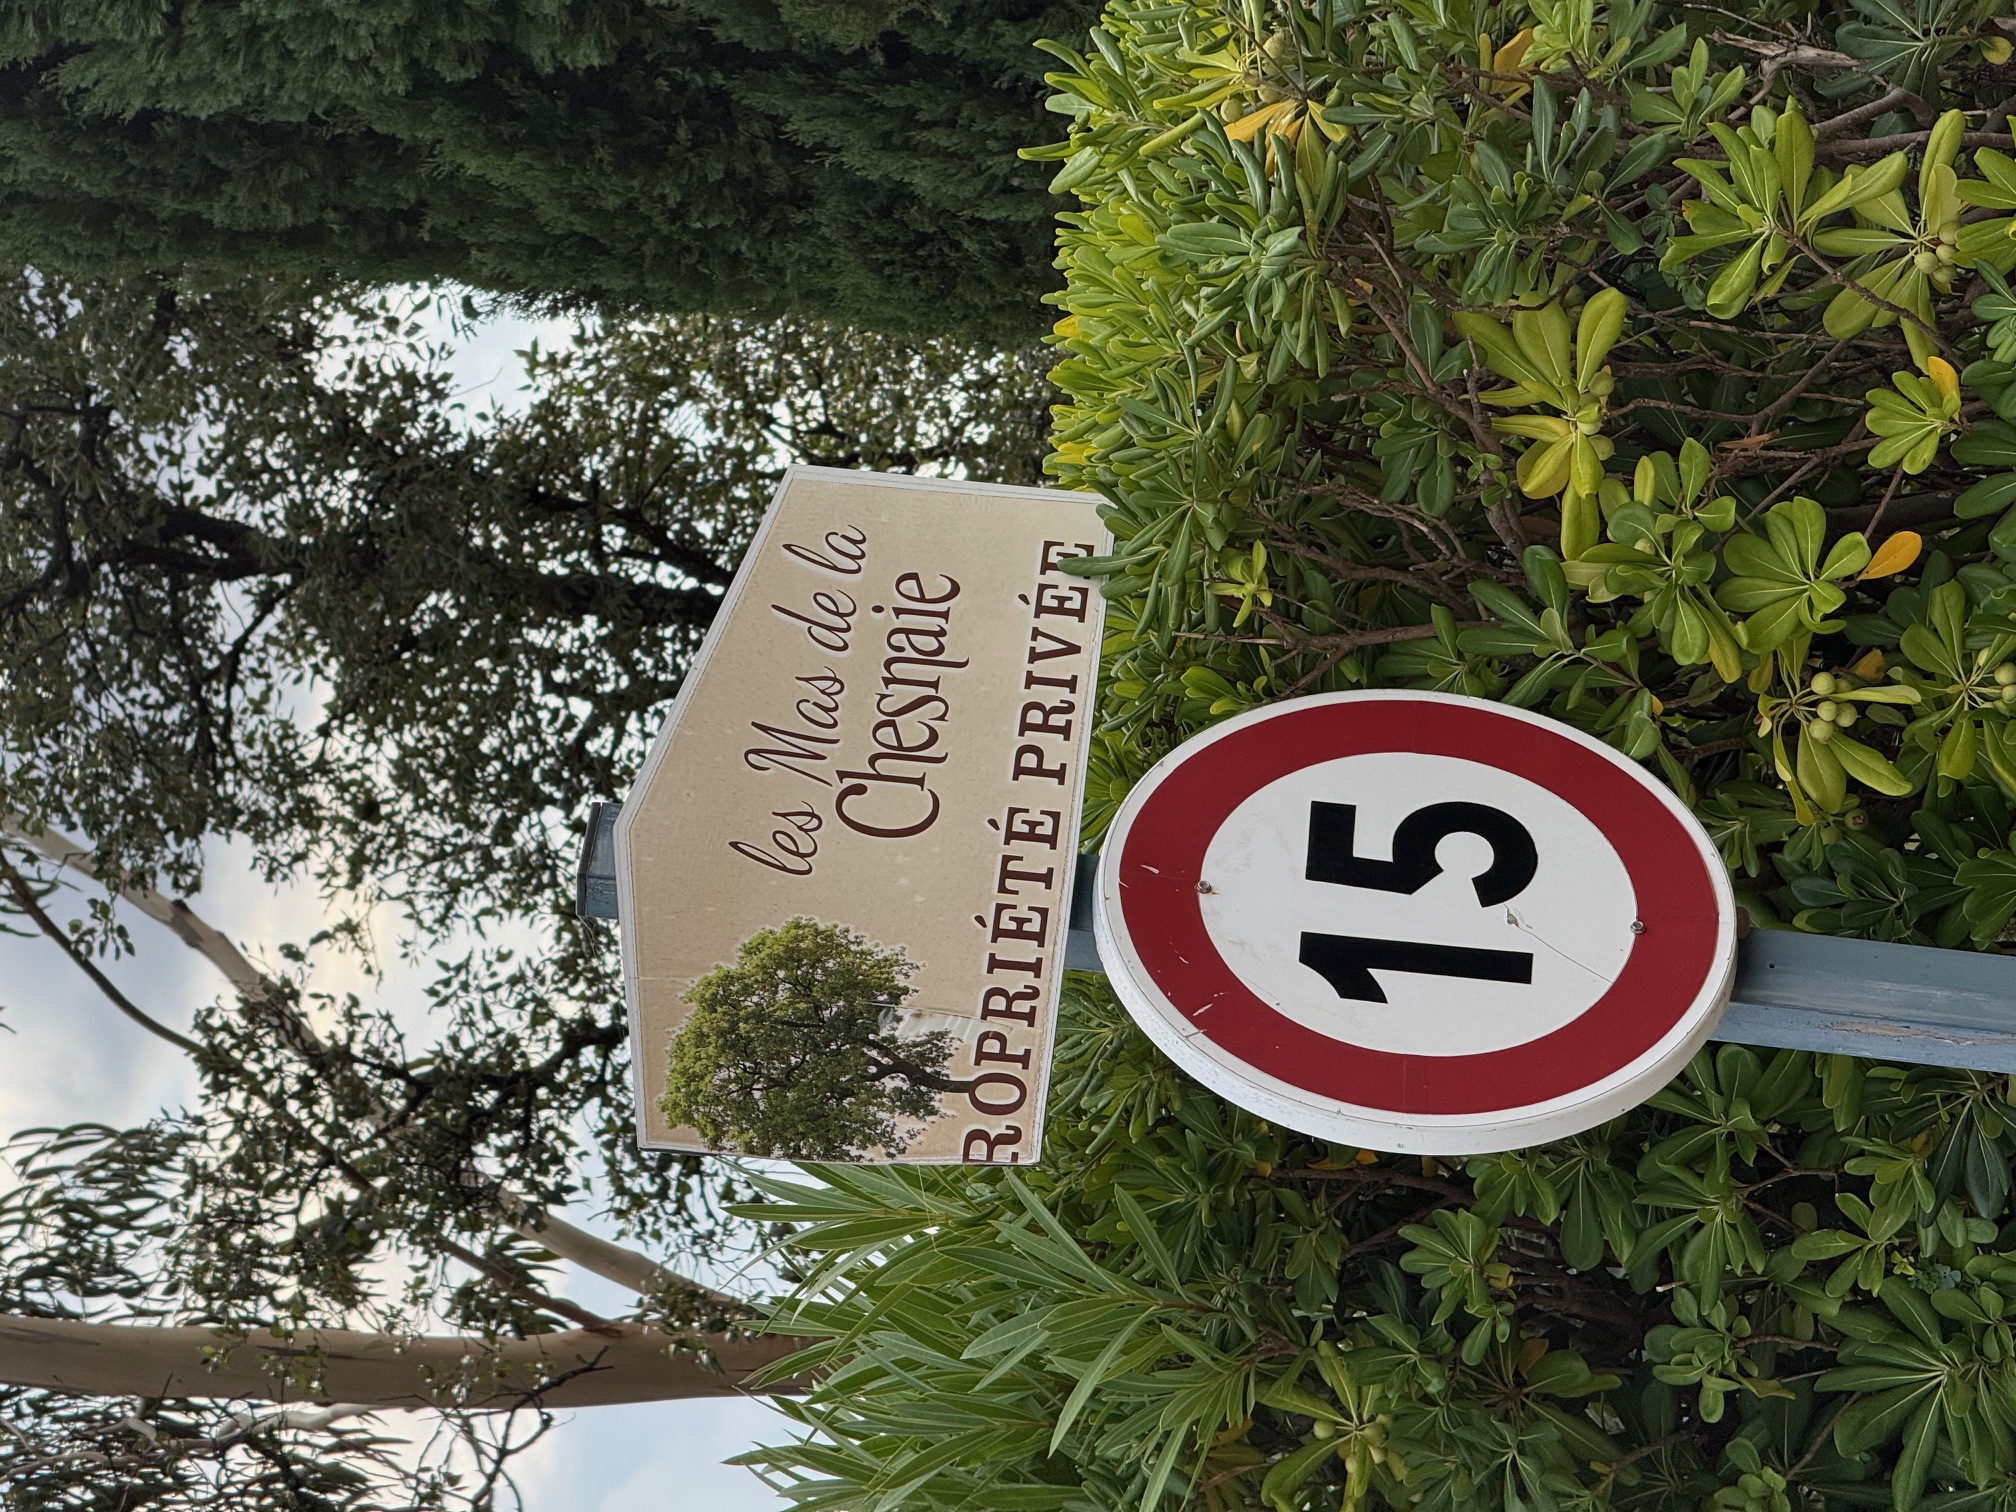 les Mas de la
Chesnaie
ROPRIÉTÉ PRIVÉE
15